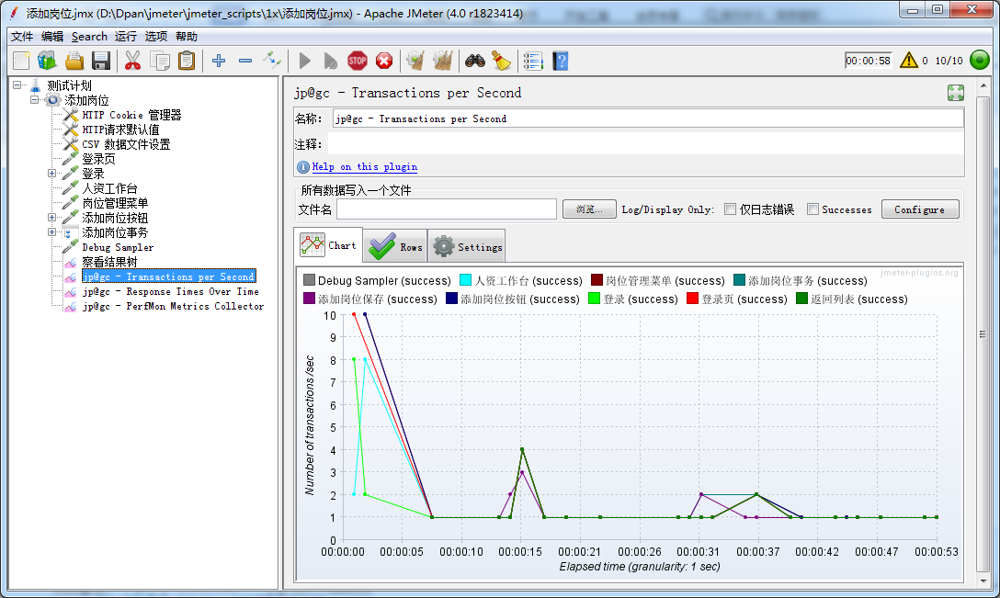 添加岗位.jmx (D:\Dpan\jmeter\jmeter_scripts\1x\添加岗位.jmx) - Apache JMeter (4.0 r1823414)
文件 编辑 Search 运行 选项 帮助
STOP 00:00:58 0 10/10
测试计划
添加岗位
HTTP Cookie 管理器
HTTP请求默认值
CSV 数据文件设置
登录页
登录
人资工作台
岗位管理菜单
添加岗位按钮
添加岗位事务
Debug Sampler
察看结果树
jp@gc - Transactions per Second
jp@gc - Response Times Over Time
jp@gc - PerfMon Metrics Collector
jp@gc - Transactions per Second
名称: jp@gc - Transactions per Second
注释:
Help on this plugin
所有数据写入一个文件
文件名 浏览... Log/Display Only: 仅日志错误 Successes Configure
Chart Rows Settings
jmeter-plugins.org
Debug Sampler (success) 人资工作台 (success) 岗位管理菜单 (success) 添加岗位事务 (success)
添加岗位保存 (success) 添加岗位按钮 (success) 登录 (success) 登录页 (success) 返回列表 (success)
Number of transactions /sec
10
9
8
7
6
5
4
3
2
1
0
00:00:00 00:00:05 00:00:10 00:00:15 00:00:21 00:00:26 00:00:31 00:00:37 00:00:42 00:00:47 00:00:53
Elapsed time (granularity: 1 sec)